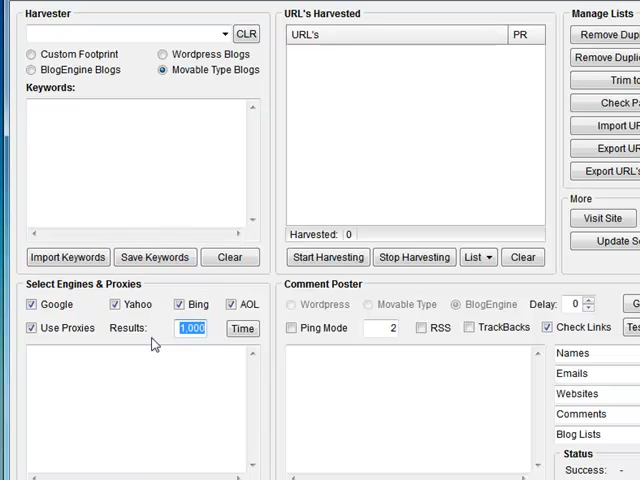 Harvester
CLR
Custom Footprint
Wordpress Blogs
BlogEngine Blogs
Movable Type Blogs
Keywords:
Import Keywords
Save Keywords
Clear
URL's Harvested
URL's
PR
Harvested: 0
Start Harvesting
Stop Harvesting
List
Clear
Manage Lists
Remove Dupl
Remove Duplic
Trim to
Check Pa
Import UR
Export UR
Export URL's
More
Visit Site
Update So
Select Engines & Proxies
Google
Yahoo
Bing
AOL
Use Proxies
Results:
1,000
Time
Comment Poster
Wordpress
Movable Type
BlogEngine
Delay:
0
G
Ping Mode
2
RSS
TrackBacks
Check Links
Tes
Names
Emails
Websites
Comments
Blog Lists
Status
Success: -